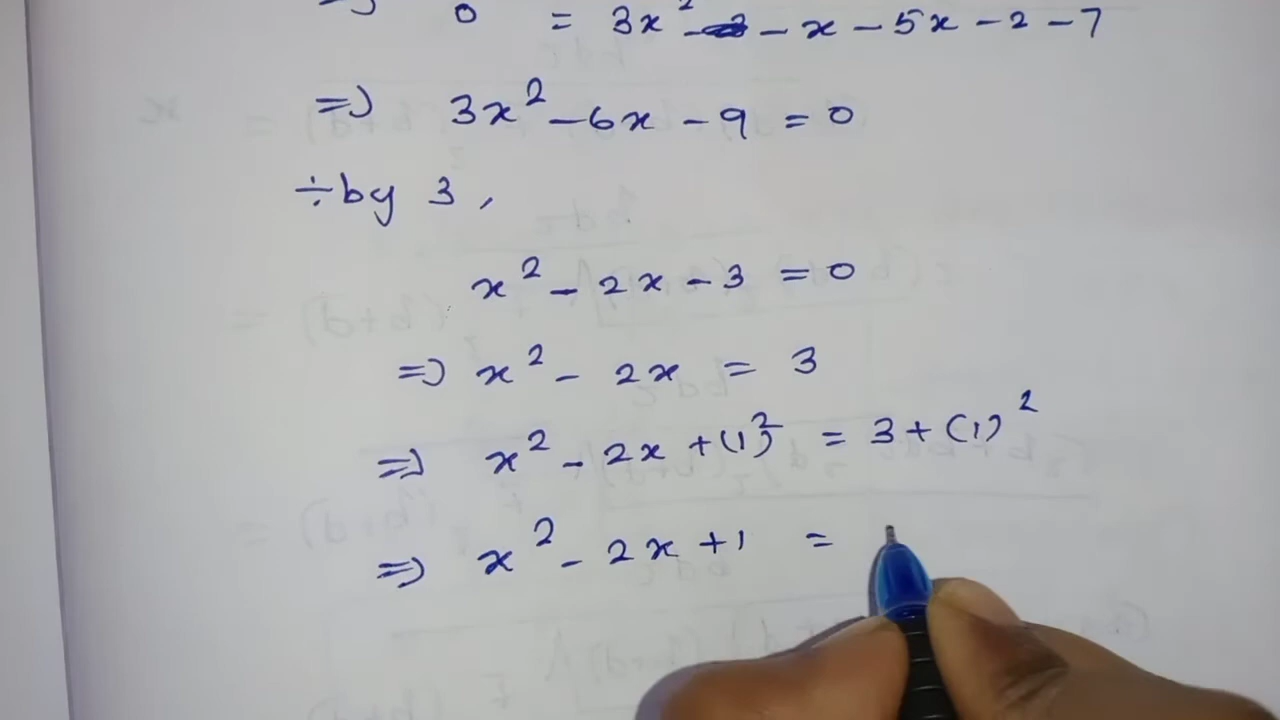 => 0 = 3x² - - x - 5x - 2 - 7
=> 3x² - 6x - 9 = 0
÷ by 3,
x² - 2x - 3 = 0
=> x² - 2x = 3
=> x² - 2x + (1)² = 3 + (1)²
=> x² - 2x + 1 =